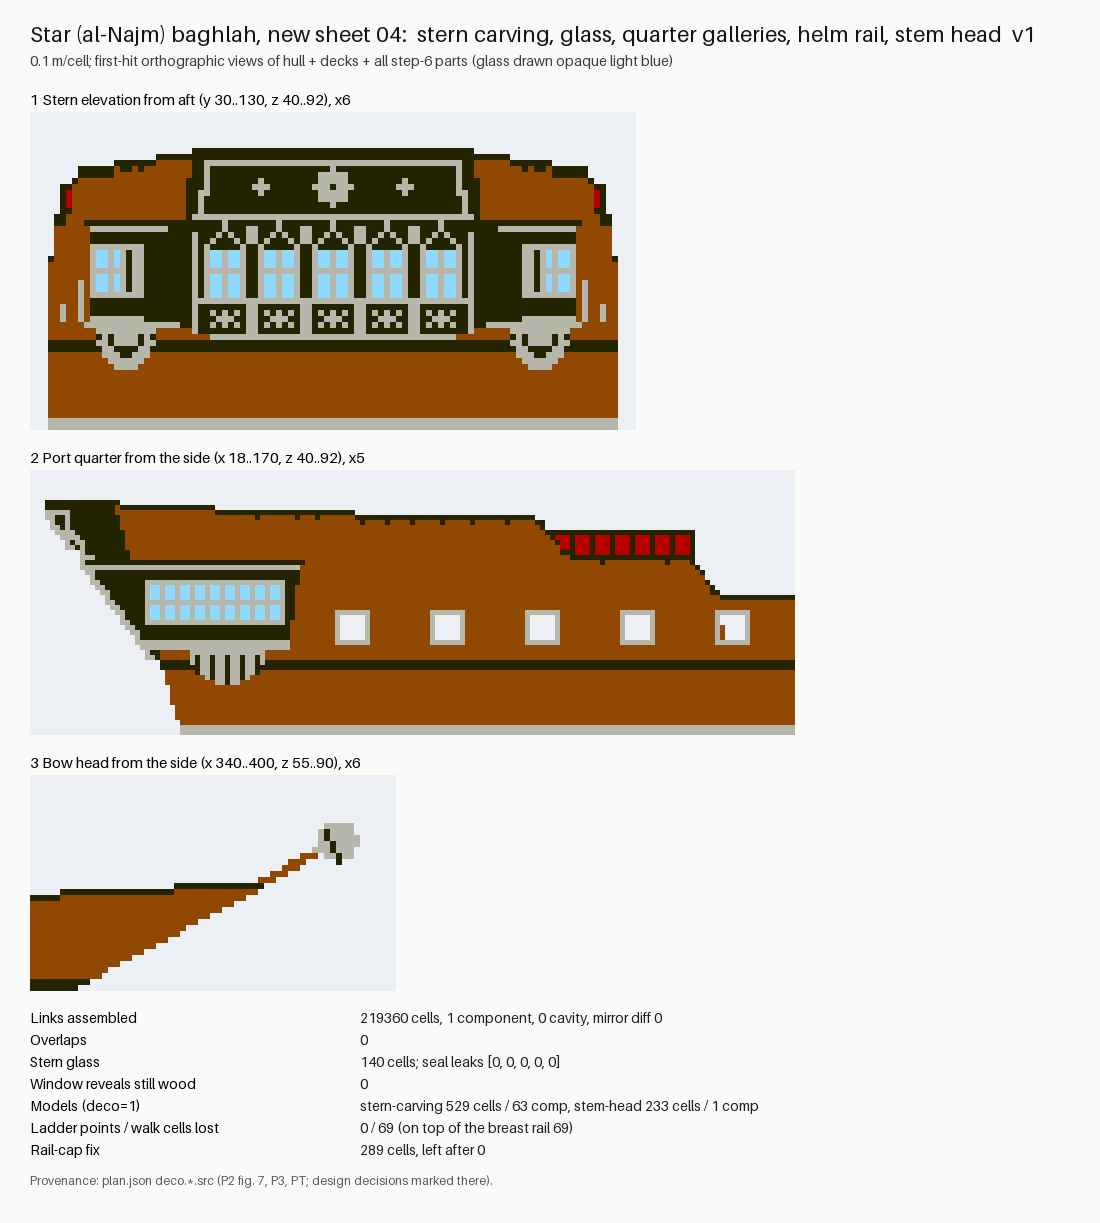 Star (al-Najm) baghlah, new sheet 04: stern carving, glass, quarter galleries, helm rail, stem head v1
0.1 m/cell; first-hit orthographic views of hull + decks + all step-6 parts (glass drawn opaque light blue)
1 Stern elevation from aft (y 30..130, z 40..92), x6
2 Port quarter from the side (x 18..170, z 40..92), x5
3 Bow head from the side (x 340..400, z 55..90), x6
Links assembled 219360 cells, 1 component, 0 cavity, mirror diff 0
Overlaps 0
Stern glass 140 cells; seal leaks [0, 0, 0, 0, 0]
Window reveals still wood 0
Models (deco=1) stern-carving 529 cells / 63 comp, stem-head 233 cells / 1 comp
Ladder points / walk cells lost 0 / 69 (on top of the breast rail 69)
Rail-cap fix 289 cells, left after 0
Provenance: plan.json deco.*.src (P2 fig. 7, P3, PT; design decisions marked there).